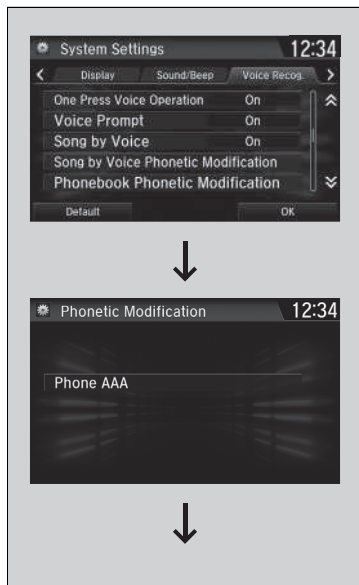 System Settings 12:34
Display Sound/Beep Voice Recog.
One Press Voice Operation On
Voice Prompt On
Song by Voice On
Song by Voice Phonetic Modification
Phonebook Phonetic Modification
Default OK
Phonetic Modification 12:34
Phone AAA